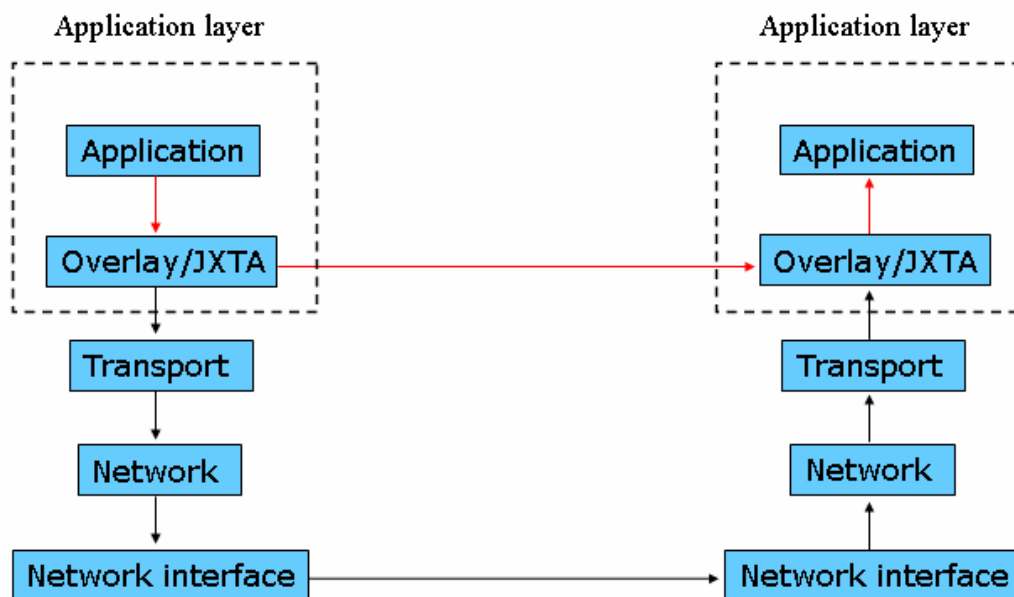 Application layer
Application
Overlay/JXTA
Transport
Network
Network interface
Application layer
Application
Overlay/JXTA
Transport
Network
Network interface